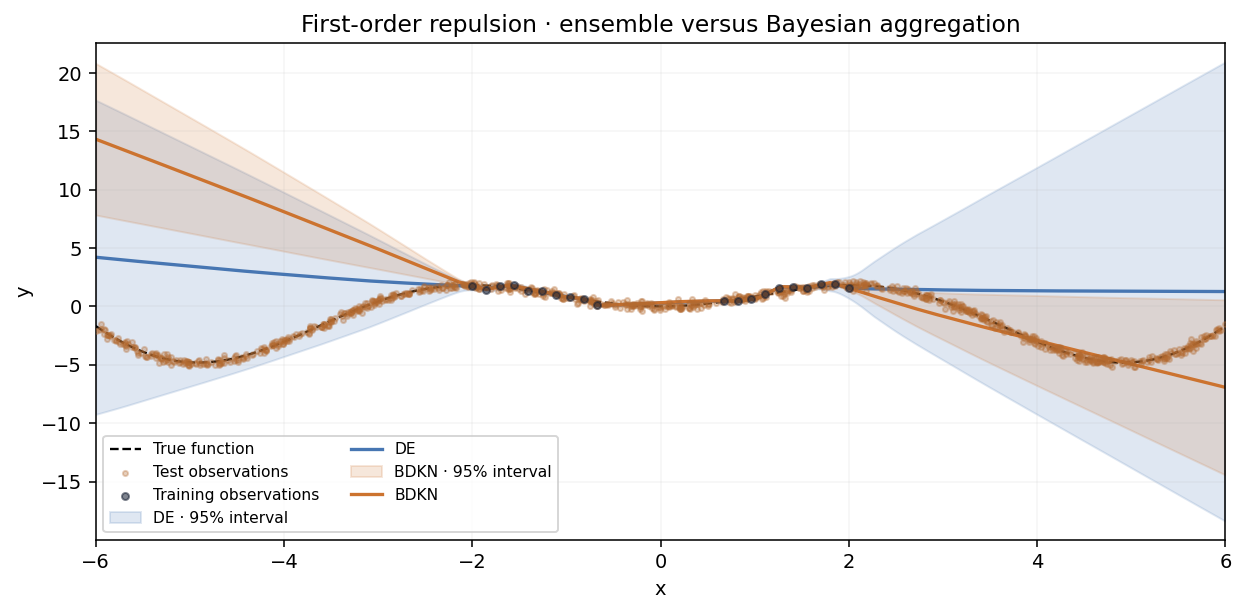 First-order repulsion · ensemble versus Bayesian aggregation
y
20
15
10
5
0
−5
−10
−15
True function
Test observations
Training observations
DE · 95% interval
DE
BDKN · 95% interval
BDKN
−6
−4
−2
0
2
4
6
x